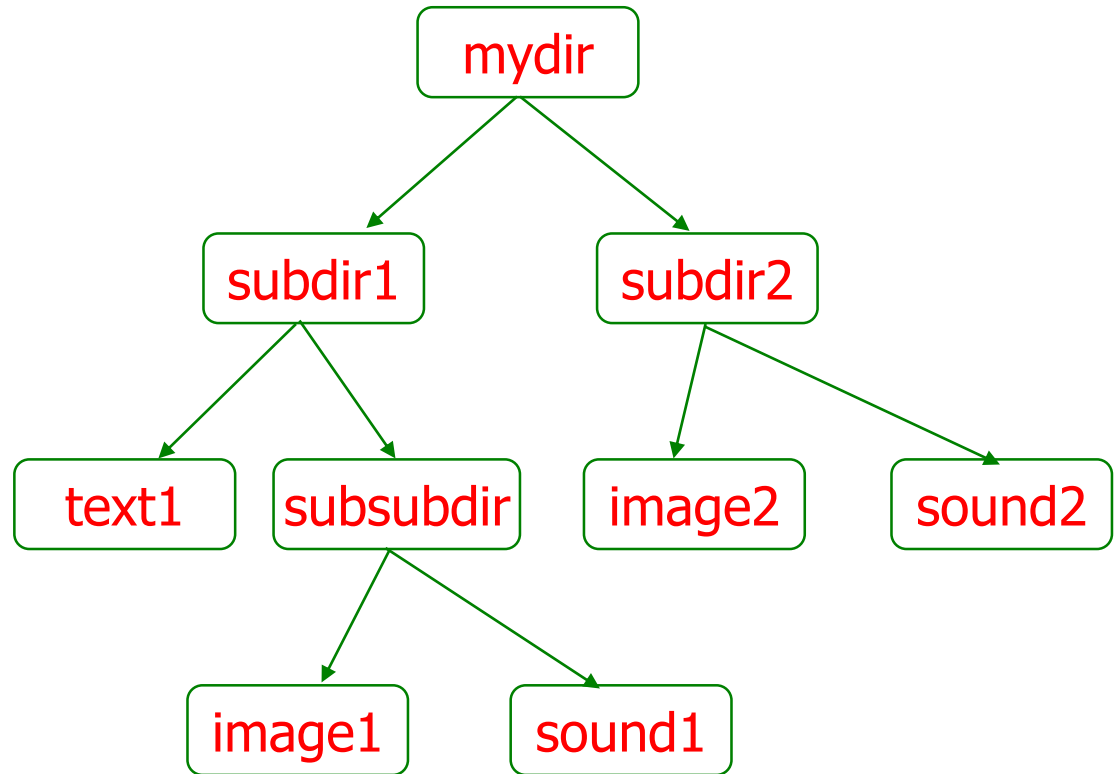 mydir
subdir1
subdir2
text1
subsubdir
image2
sound2
image1
sound1